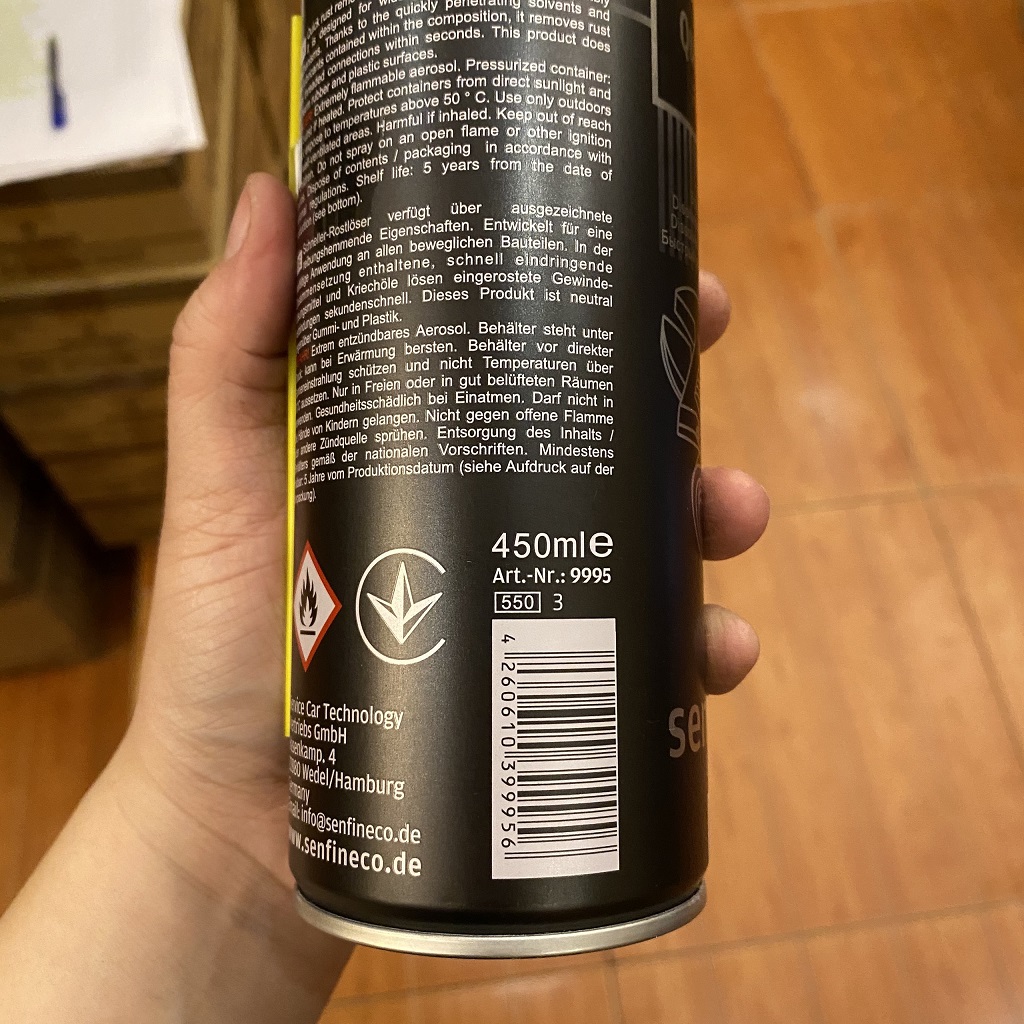 quickly penetrating solvents and
contained within the composition, it removes rust
connections within seconds. This product does
rubber and plastic surfaces.
Extremely flammable aerosol. Pressurized container:
if heated. Protect containers from direct sunlight and
to temperatures above 50 ° C. Use only outdoors
areas. Harmful if inhaled. Keep out of reach
Do not spray on an open flame or other ignition
Dispose of contents / packaging in accordance with
regulations. Shelf life: 5 years from the date of
(see bottom).
Schneller-Rostlöser verfügt über ausgezeichnete
Eigenschaften. Entwickelt für eine
Anwendung an allen beweglichen Bauteilen. In der
enthaltene, schnell eindringende
und Kriechöle lösen eingerostete Gewinde-
sekundenschnell. Dieses Produkt ist neutral
Gummi- und Plastik.
Extrem entzündbares Aerosol. Behälter steht unter
kann bei Erwärmung bersten. Behälter vor direkter
schützen und nicht Temperaturen über
aussetzen. Nur in Freien oder in gut belüfteten Räumen
Gesundheitsschädlich bei Einatmen. Darf nicht in
von Kindern gelangen. Nicht gegen offene Flamme
andere Zündquelle sprühen. Entsorgung des Inhalts /
gemäß der nationalen Vorschriften. Mindestens
5 Jahre vom Produktionsdatum (siehe Aufdruck auf der
450ml℮
Art.-Nr.: 9995
550 3
4 260610 399956
Car Technology
GmbH
4
Wedel/Hamburg
info@senfineco.de
www.senfineco.de